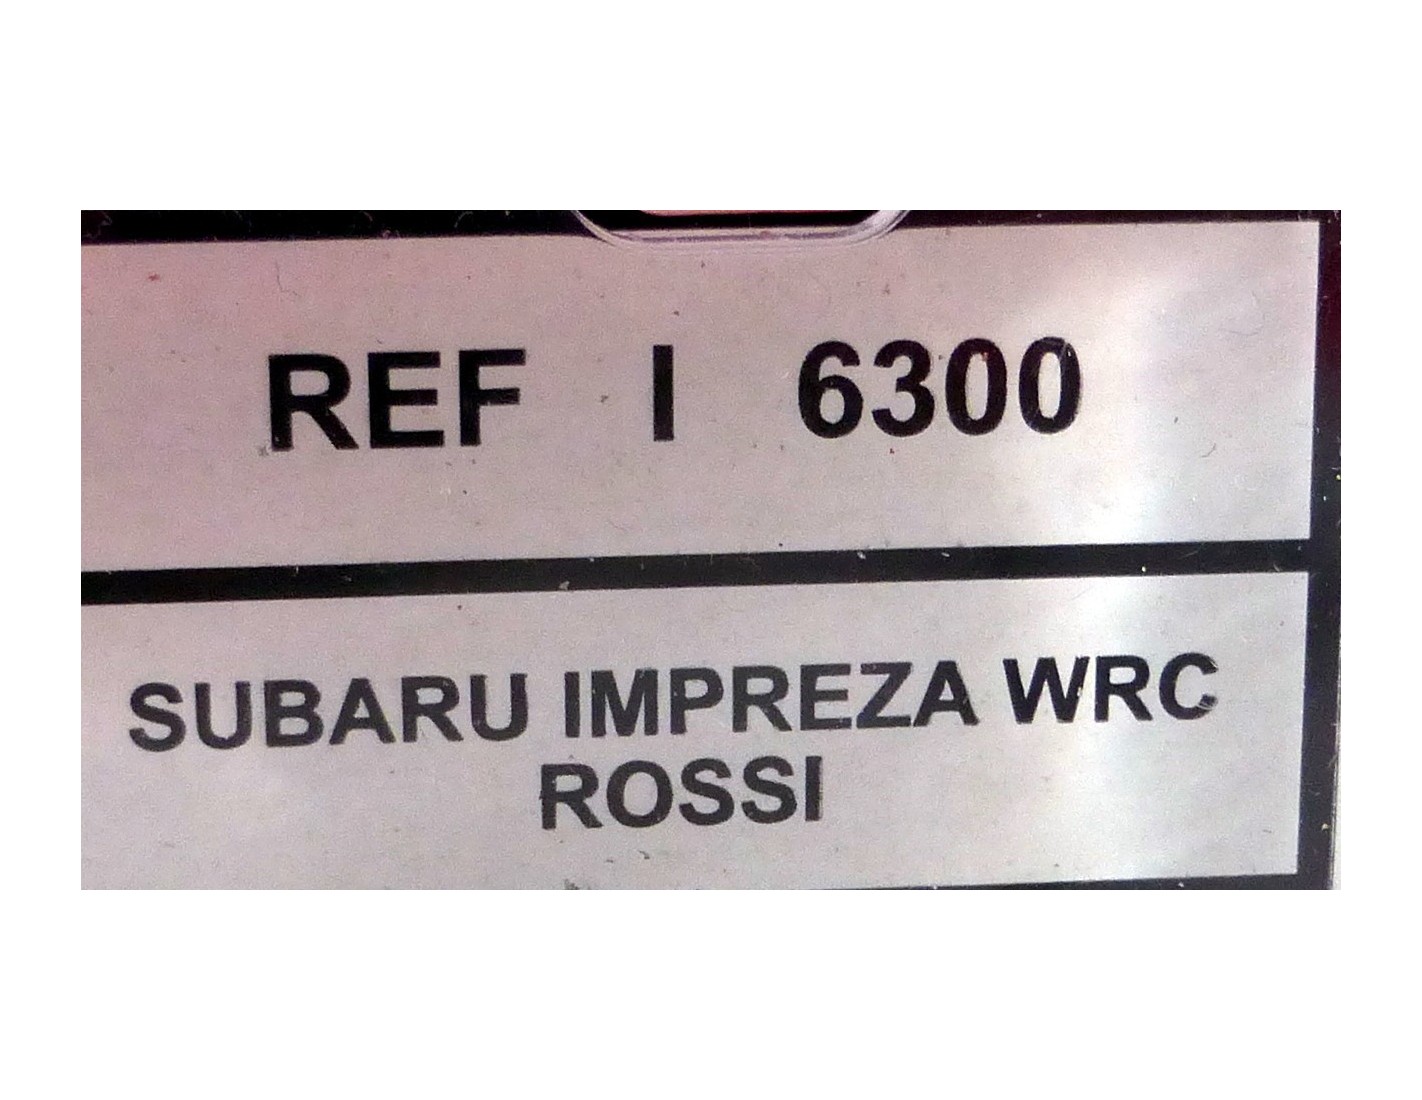 REF I 6300
SUBARU IMPREZA WRC
ROSSI